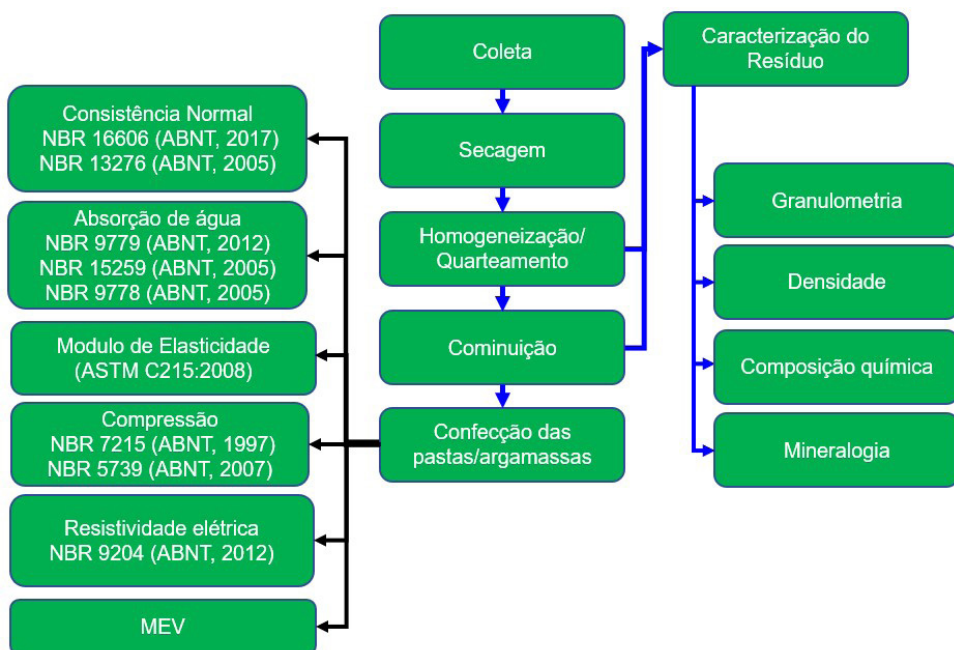 Coleta
Secagem
Homogeneização/
Quarteamento
Cominuição
Confecção das
pastas/argamassas
Caracterização do
Resíduo
Granulometria
Densidade
Composição química
Mineralogia
Consistência Normal
NBR 16606 (ABNT, 2017)
NBR 13276 (ABNT, 2005)
Absorção de água
NBR 9779 (ABNT, 2012)
NBR 15259 (ABNT, 2005)
NBR 9778 (ABNT, 2005)
Modulo de Elasticidade
(ASTM C215:2008)
Compressão
NBR 7215 (ABNT, 1997)
NBR 5739 (ABNT, 2007)
Resistividade elétrica
NBR 9204 (ABNT, 2012)
MEV